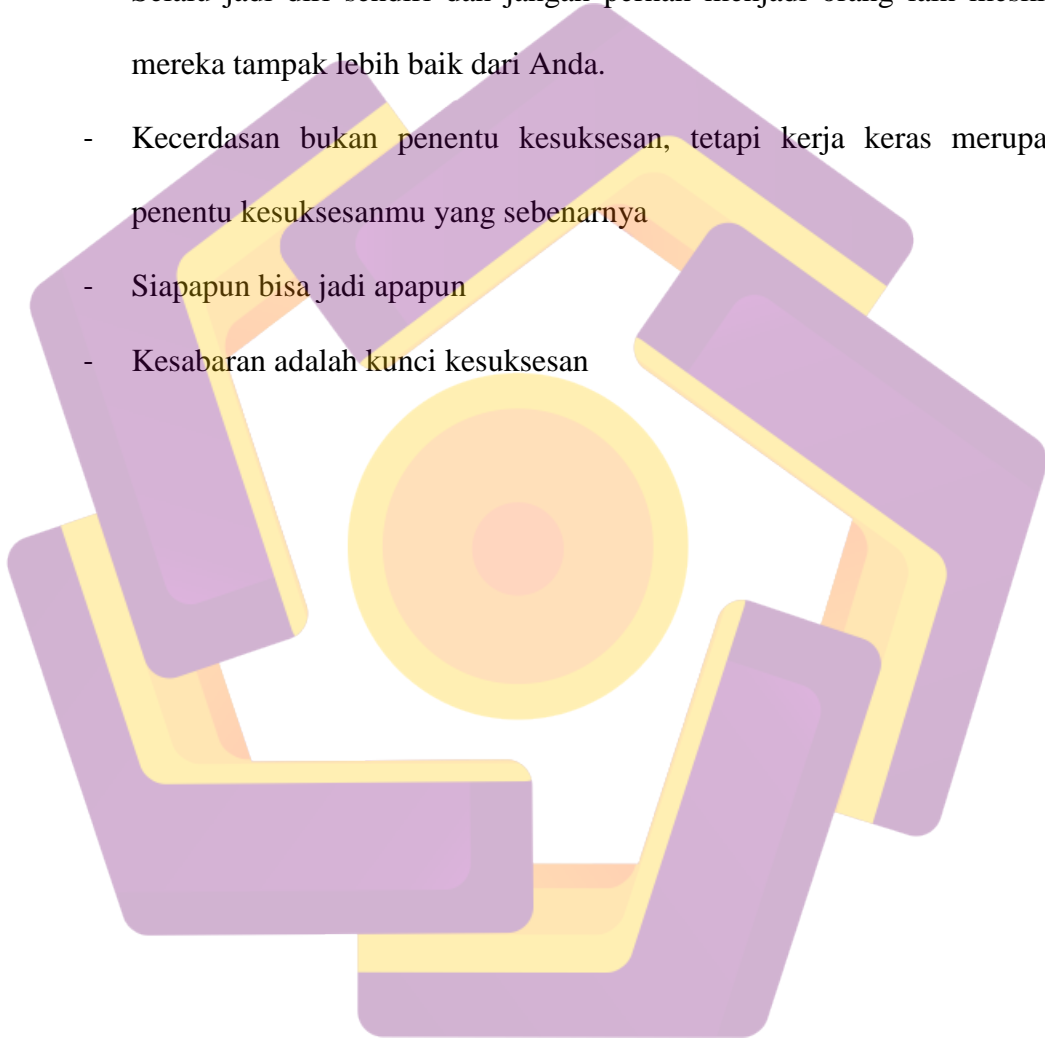 mereka tampak lebih baik dari Anda.
- Kecerdasan bukan penentu kesuksesan, tetapi kerja keras merupa
penentu kesuksesanmu yang sebenarnya
- Siapapun bisa jadi apapun
- Kesabaran adalah kunci kesuksesan